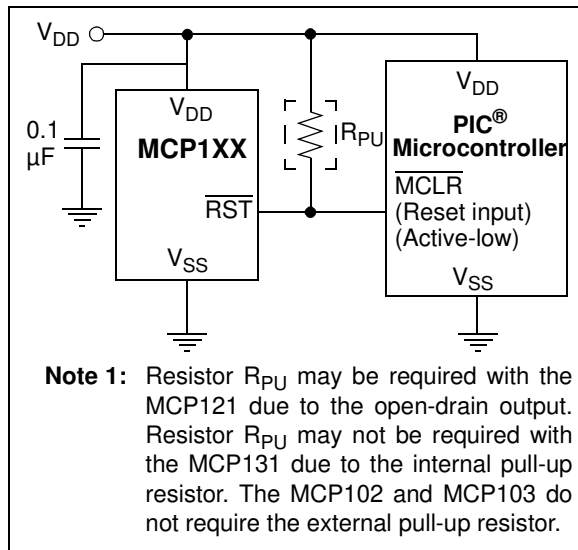 VDD
VDD
VDD
0.1
µF
MCP1XX
RPU
PIC®
Microcontroller
RST
MCLR
(Reset input)
(Active-low)
VSS
VSS
Note 1: Resistor RPU may be required with the
MCP121 due to the open-drain output.
Resistor RPU may not be required with
the MCP131 due to the internal pull-up
resistor. The MCP102 and MCP103 do
not require the external pull-up resistor.